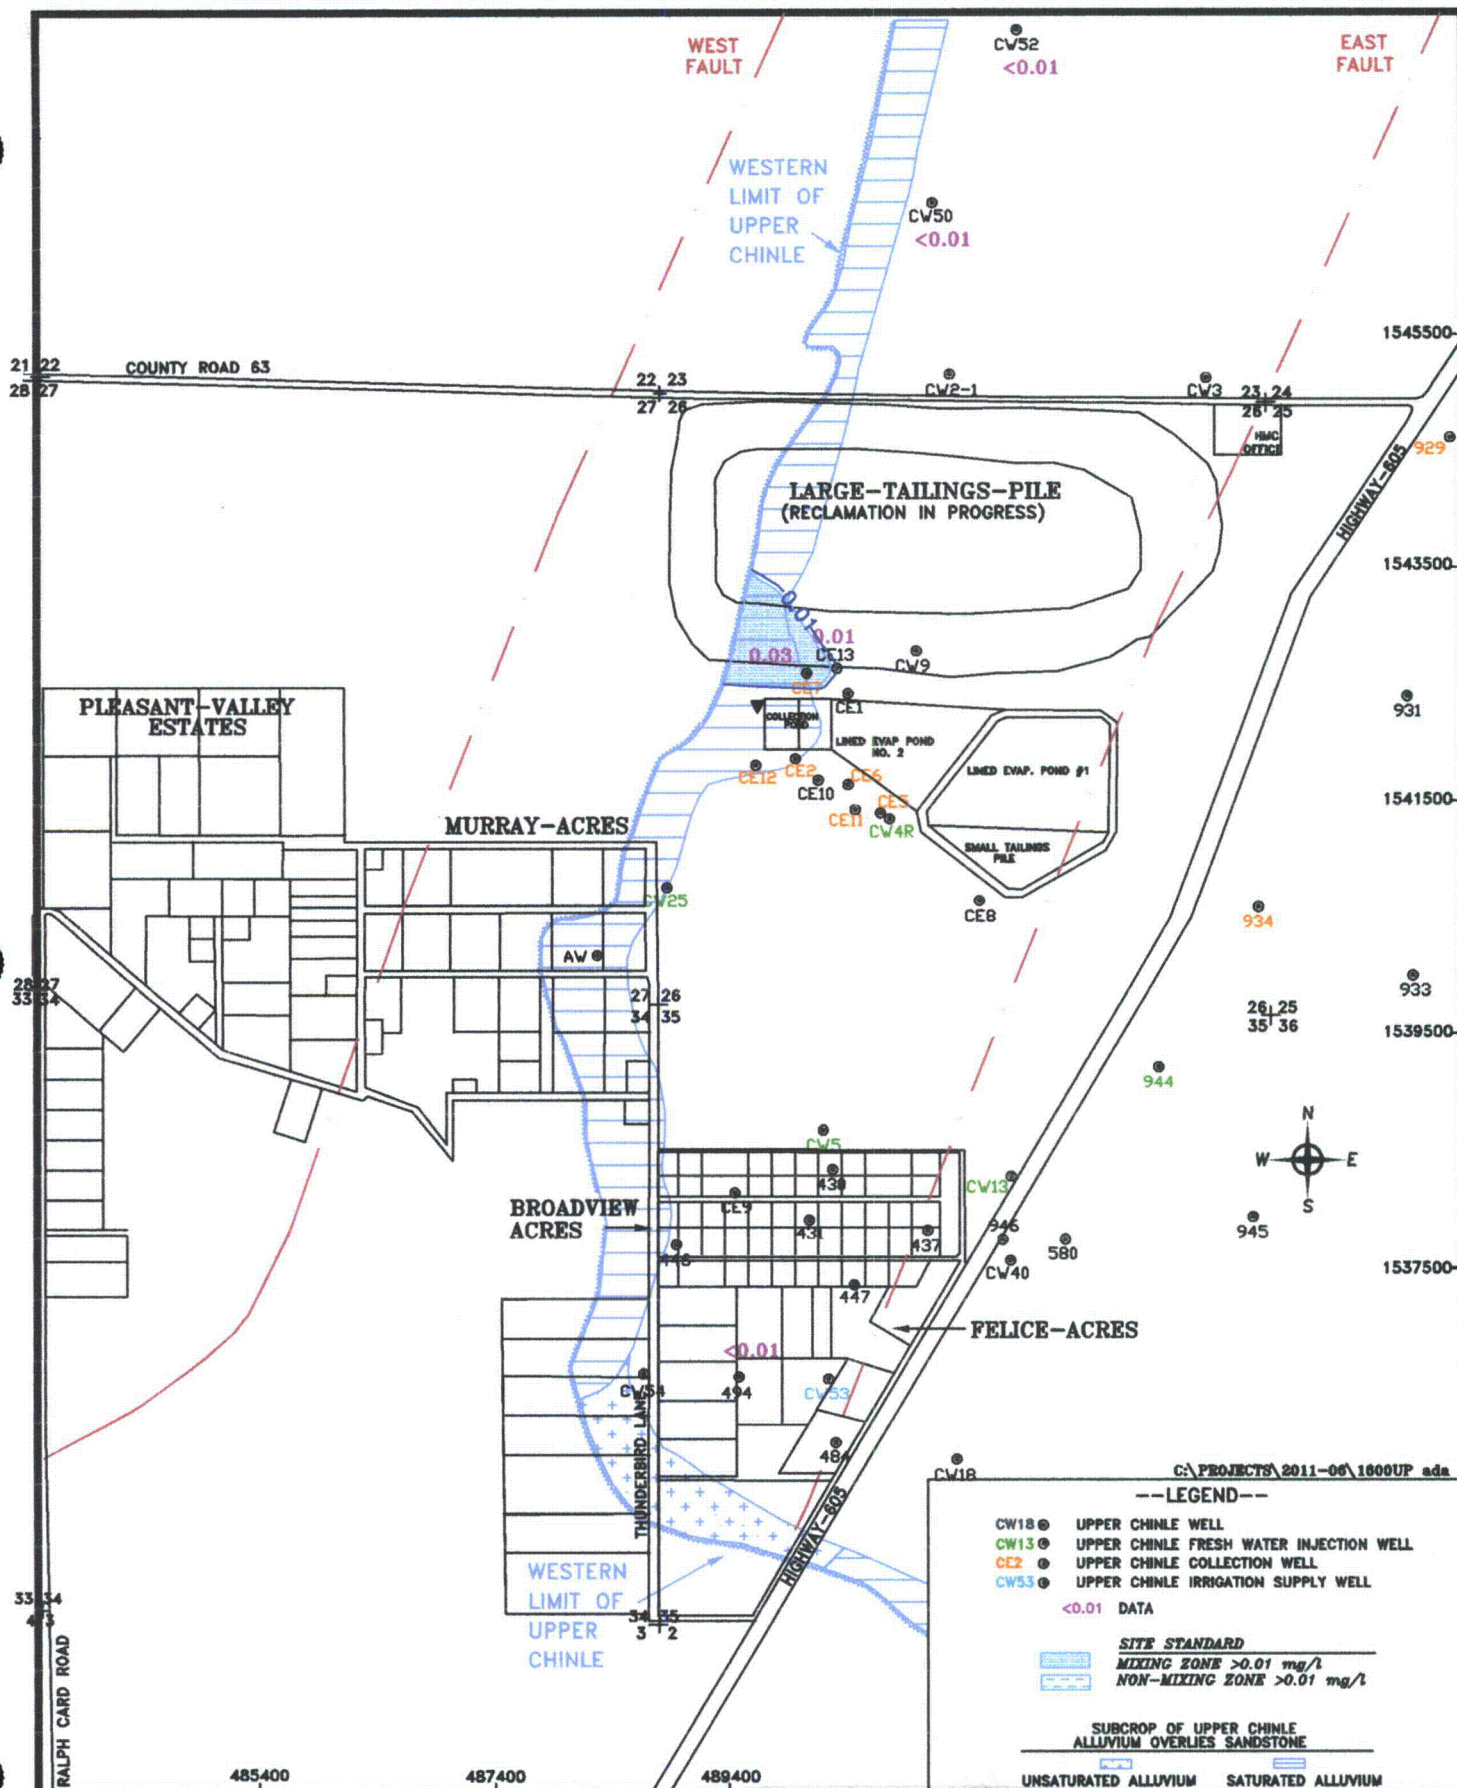 WEST
FAULT
EAST
FAULT
CW52
<0.01
WESTERN
LIMIT OF
UPPER
CHINLE
CW50
<0.01
1545500
21 22
28 27
COUNTY ROAD 63
22 23
27 26
CW2-1
CW3
23 24
26 25
HMC
OFFICE
929
HIGHWAY-605
LARGE-TAILINGS-PILE
(RECLAMATION IN PROGRESS)
1543500
0.01
0.01
0.03
CE13
CW9
CE7
CE1
931
PLEASANT-VALLEY
ESTATES
COLLECTION
POND
LINED EVAP POND
NO. 2
LINED EVAP. POND #1
CE12
CE2
CE10
CE6
CE5
CE11
CW4R
1541500
MURRAY-ACRES
SMALL TAILINGS
PILE
CW25
CE8
934
AW
933
28 27
33 34
27 26
34 35
26 25
35 36
1539500
944
N
W E
S
CW5
430
CW13
CE9
BROADVIEW
ACRES
431
437
446
946
580
945
CW40
447
1537500
FELICE-ACRES
<0.01
CW54
494
CW53
THUNDERBIRD LANE
484
CW18
HIGHWAY-605
WESTERN
LIMIT OF
UPPER
CHINLE
33 34
4 3
34 35
3 2
RALPH CARD ROAD
485400
487400
489400
C:\PROJECTS\2011-06\1600UP ada
--LEGEND--
CW18 UPPER CHINLE WELL
CW13 UPPER CHINLE FRESH WATER INJECTION WELL
CE2 UPPER CHINLE COLLECTION WELL
CW53 UPPER CHINLE IRRIGATION SUPPLY WELL
<0.01 DATA
SITE STANDARD
MIXING ZONE >0.01 mg/l
NON-MIXING ZONE >0.01 mg/l
SUBCROP OF UPPER CHINLE
ALLUVIUM OVERLIES SANDSTONE
UNSATURATED ALLUVIUM SATURATED ALLUVIUM